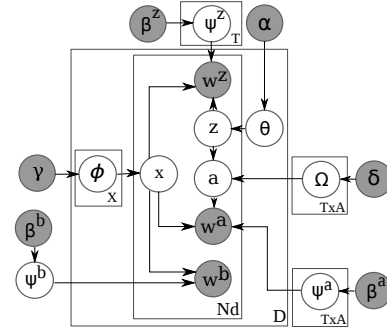 β^z ψ^z T α
w^z
z θ
γ ϕ X x a Ω TxA δ
β^b w^a
ψ^b w^b Nd D ψ^a TxA β^a